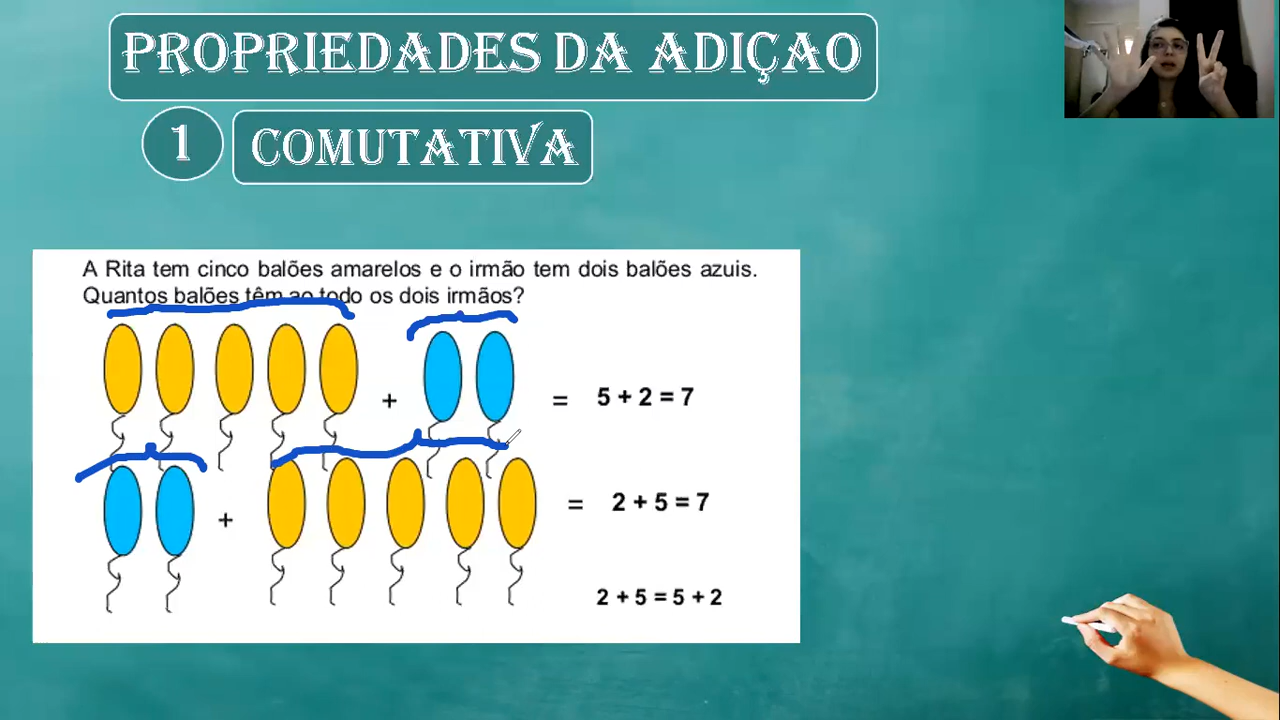 PROPRIEDADES DA ADIÇAO
1 COMUTATIVA
A Rita tem cinco balões amarelos e o irmão tem dois balões azuis.
Quantos balões têm ao todo os dois irmãos?
+ = 5 + 2 = 7
+ = 2 + 5 = 7
2 + 5 = 5 + 2